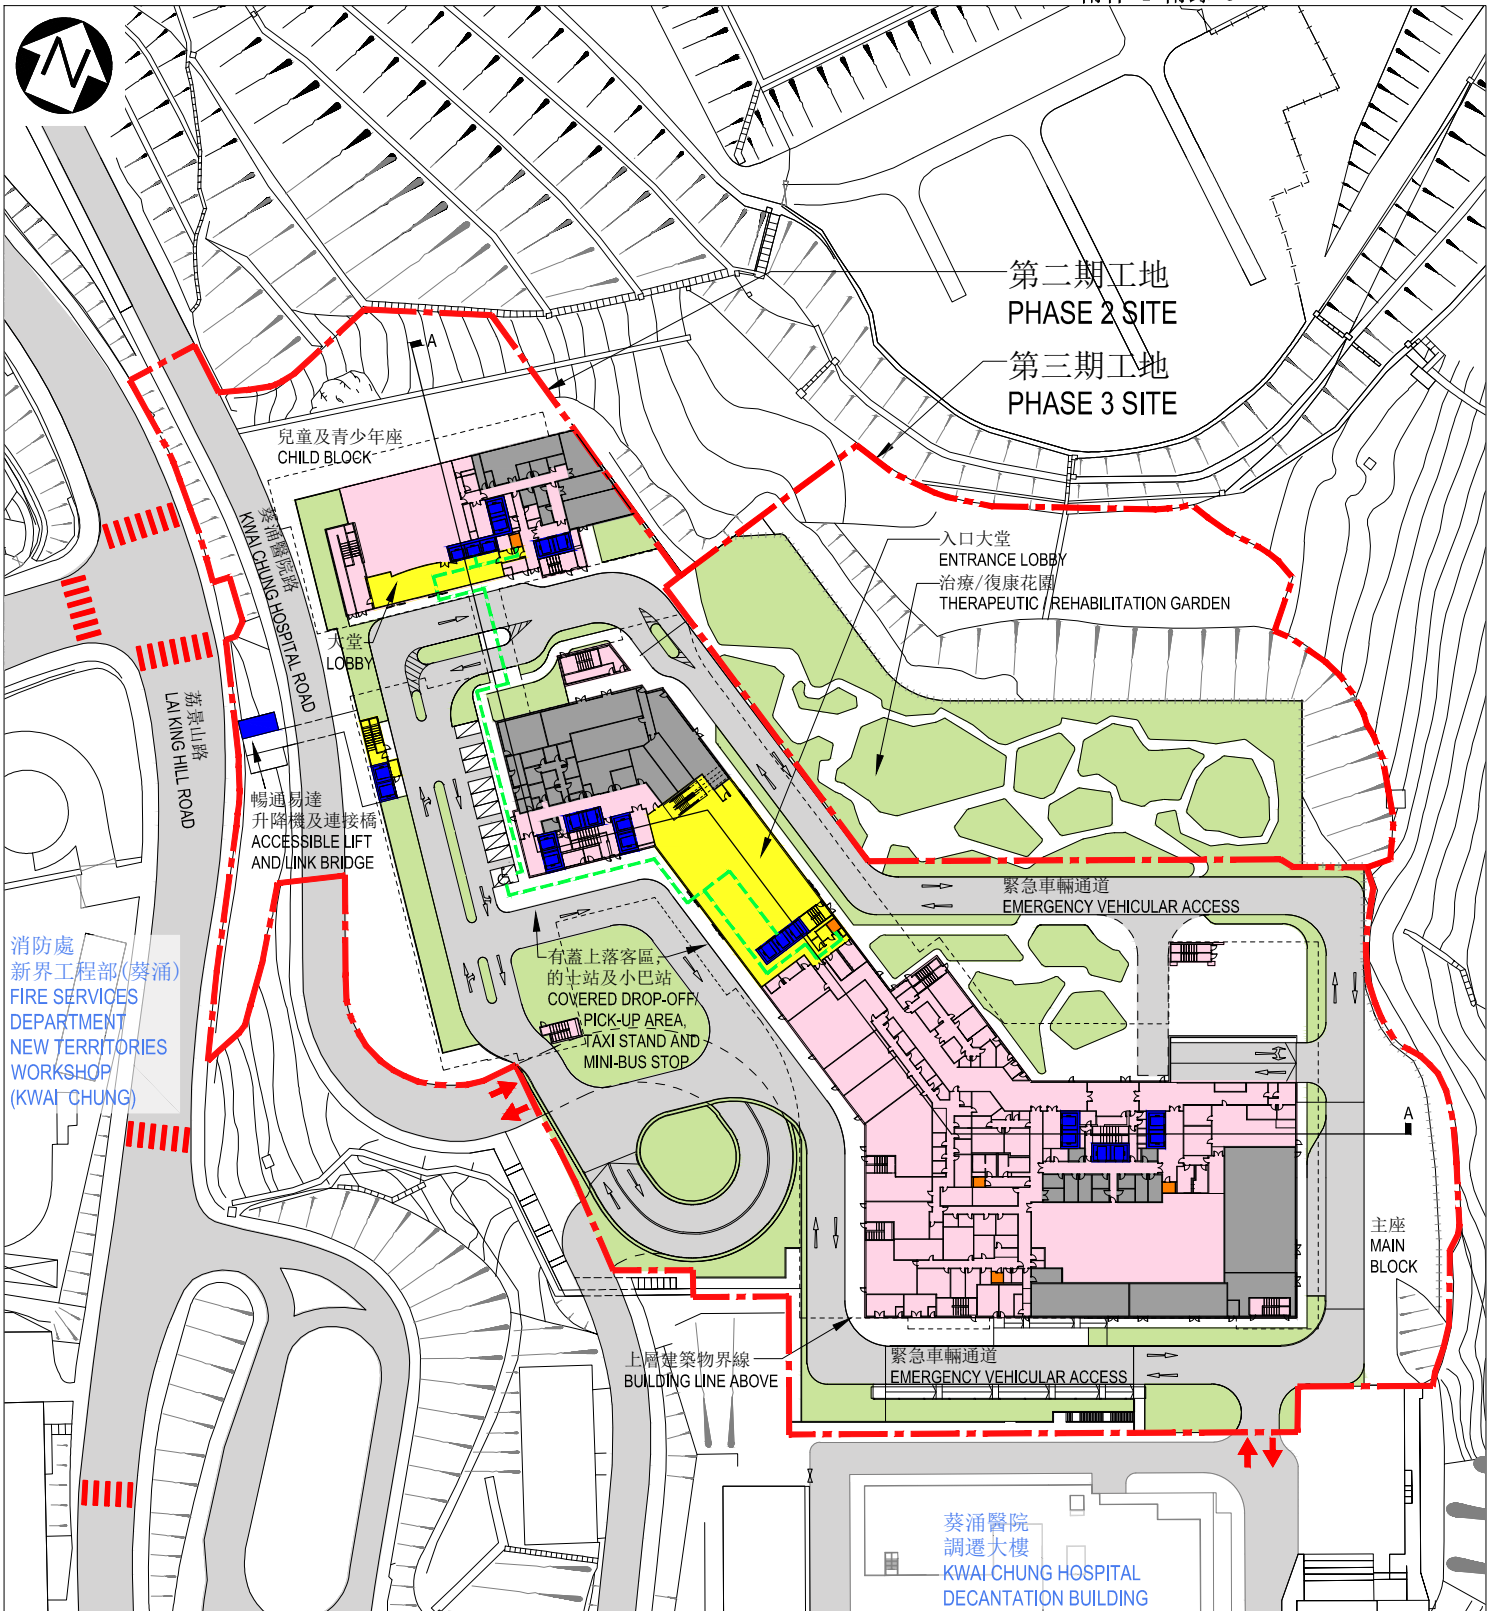 N
第二期工地
PHASE 2 SITE
第三期工地
PHASE 3 SITE
A
兒童及青少年座
CHILD BLOCK
葵涌醫院路
KWAI CHUNG HOSPITAL ROAD
入口大堂
ENTRANCE LOBBY
治療/復康花園
THERAPEUTIC / REHABILITATION GARDEN
大堂
LOBBY
荔景山路
LAI KING HILL ROAD
暢通易達
升降機及連接橋
ACCESSIBLE LIFT
AND LINK BRIDGE
緊急車輛通道
EMERGENCY VEHICULAR ACCESS
消防處
新界工程部(葵涌)
FIRE SERVICES
DEPARTMENT
NEW TERRITORIES
WORKSHOP
(KWAI CHUNG)
有蓋上落客區,
的士站及小巴站
COVERED DROP-OFF/
PICK-UP AREA,
TAXI STAND AND
MINI-BUS STOP
A
主座
MAIN
BLOCK
上層建築物界線
BUILDING LINE ABOVE
緊急車輛通道
EMERGENCY VEHICULAR ACCESS
葵涌醫院
調遷大樓
KWAI CHUNG HOSPITAL
DECANTATION BUILDING